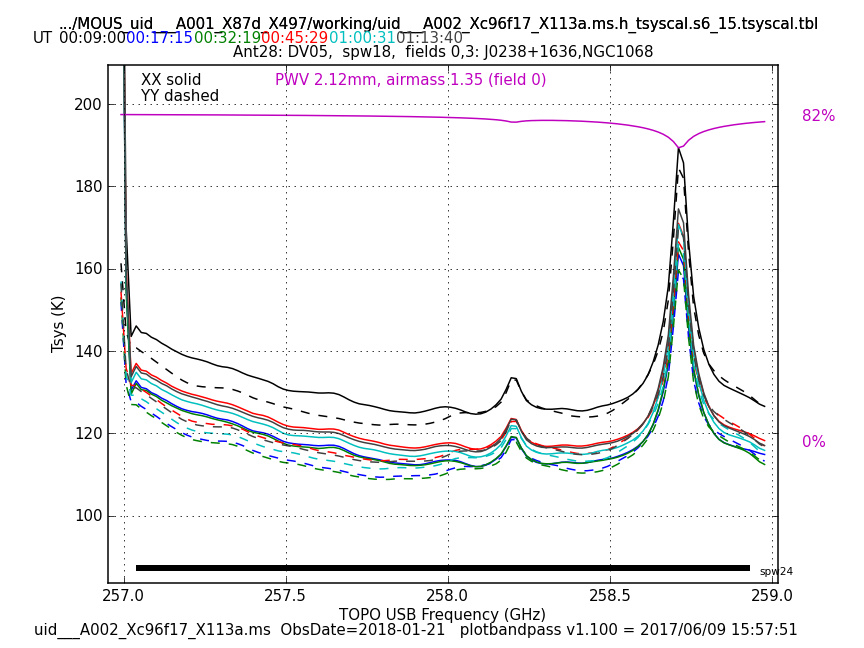 .../MOUS_uid___A001_X87d_X497/working/uid___A002_Xc96f17_X113a.ms.h_tsyscal.s6_15.tsyscal.tbl
UT 00:09:00 00:17:15 00:32:19 00:45:29 01:00:31 01:13:40
Ant28: DV05, spw18, fields 0,3: J0238+1636,NGC1068
XX solid PWV 2.12mm, airmass 1.35 (field 0)
YY dashed
200
82%
180
160
Tsys (K)
140
120
0%
100
spw24
257.0 257.5 258.0 258.5 259.0
TOPO USB Frequency (GHz)
uid___A002_Xc96f17_X113a.ms ObsDate=2018-01-21 plotbandpass v1.100 = 2017/06/09 15:57:51